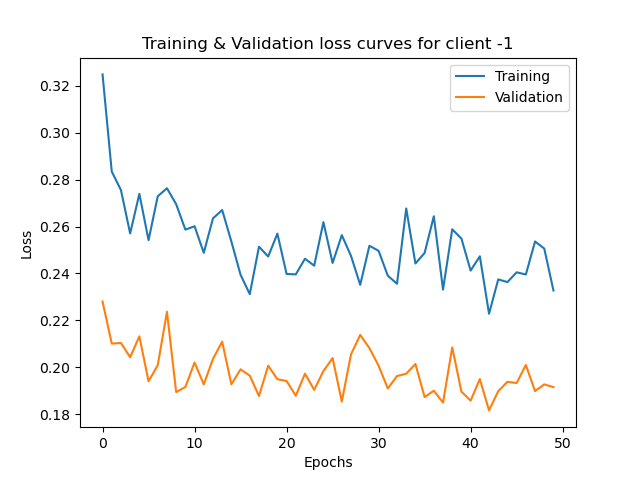 Training & Validation loss curves for client -1
Training
Validation
0.32
0.30
0.28
0.26
0.24
0.22
0.20
0.18
Loss
0
10
20
30
40
50
Epochs